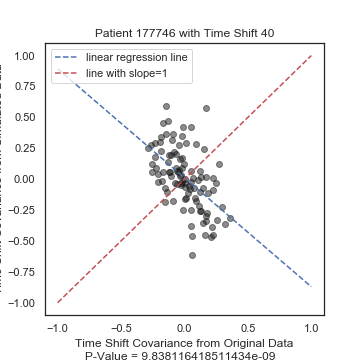 Patient 177746 with Time Shift 40
linear regression line
line with slope=1
1.00
0.75
0.50
0.25
0.00
−0.25
−0.50
−0.75
−1.00
−1.0
−0.5
0.0
0.5
1.0
Time Shift Covariance from Original Data
P-Value = 9.838116418511434e-09